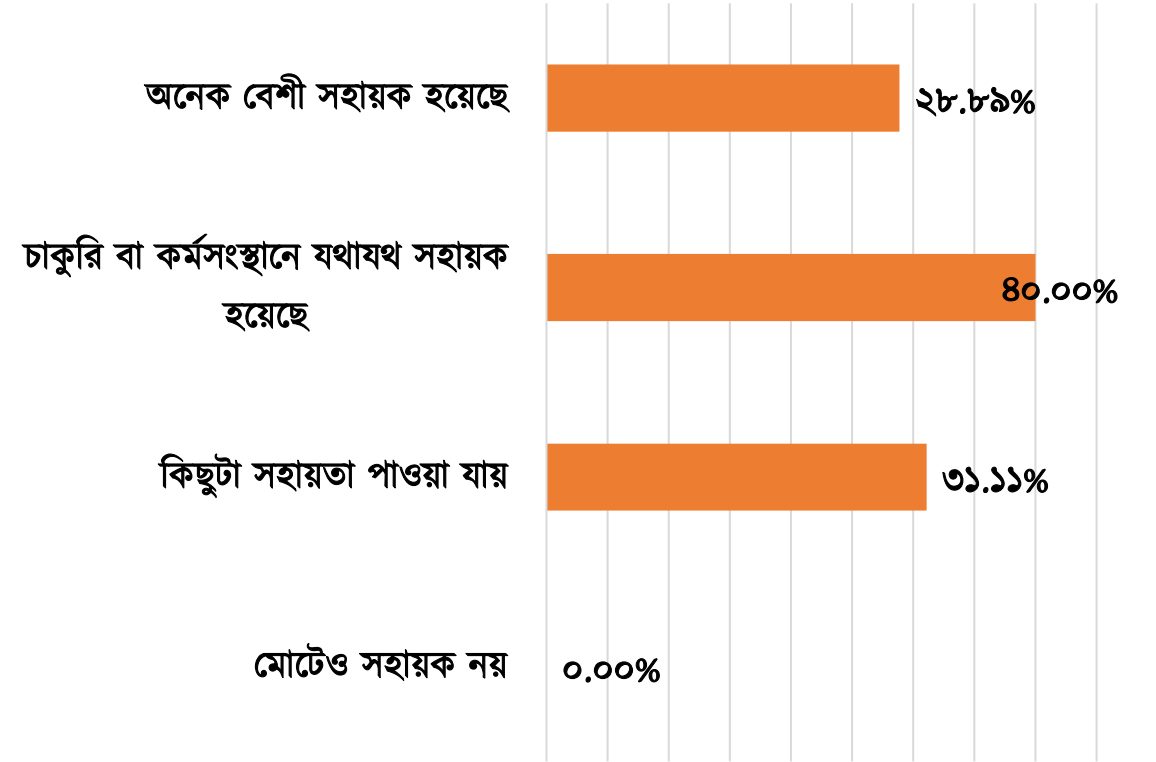 অনেক বেশী সহায়ক হয়েছে
২৮.৮৯%
চাকুরি বা কর্মসংস্থানে যথাযথ সহায়ক
হয়েছে
৪০.০০%
কিছুটা সহায়তা পাওয়া যায়
৩১.১১%
মোটেও সহায়ক নয়
০.০০%